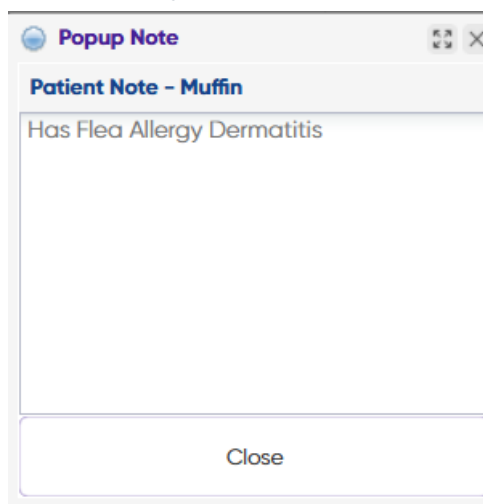 Popup Note
Patient Note - Muffin
Has Flea Allergy Dermatitis
Close